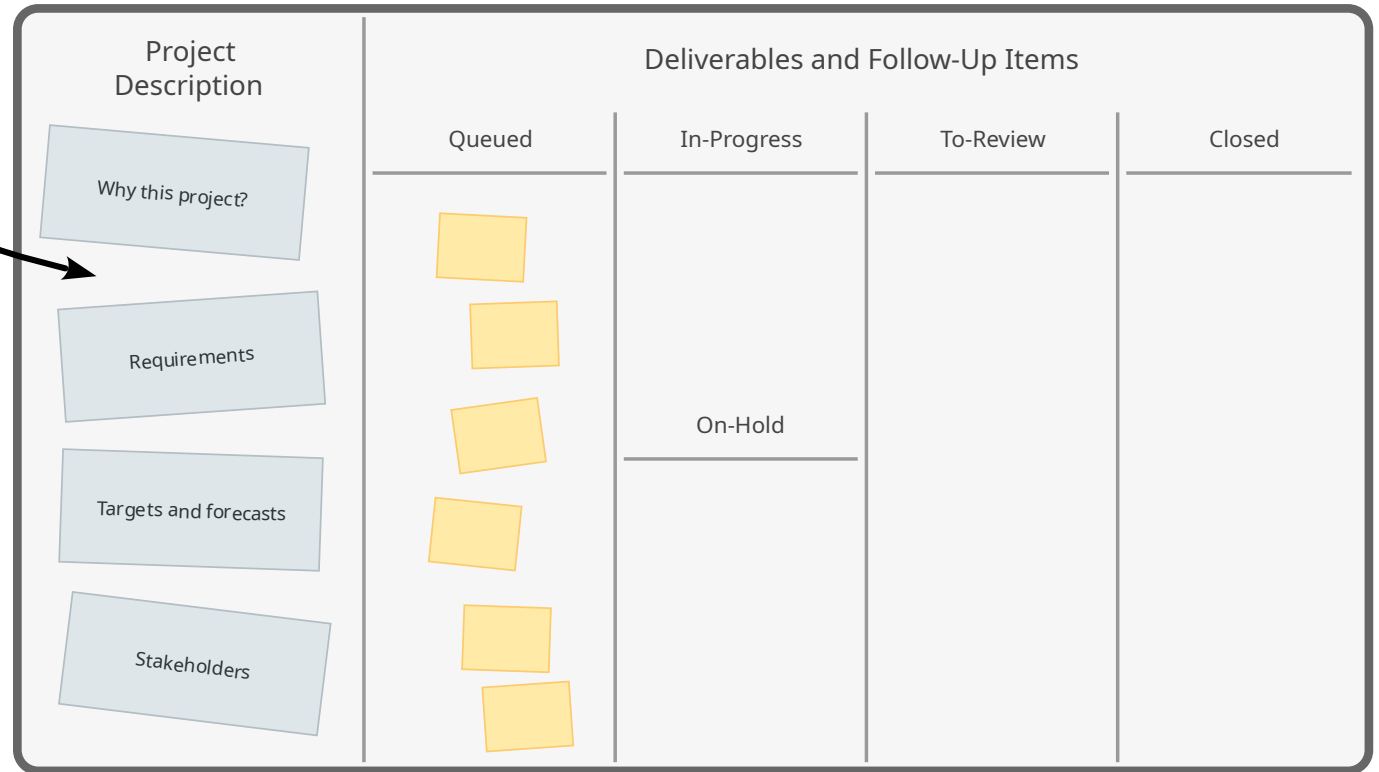 Project
Description
Deliverables and Follow-Up Items
Queued
In-Progress
To-Review
Closed
Why this project?
Requirements
On-Hold
Targets and forecasts
Stakeholders